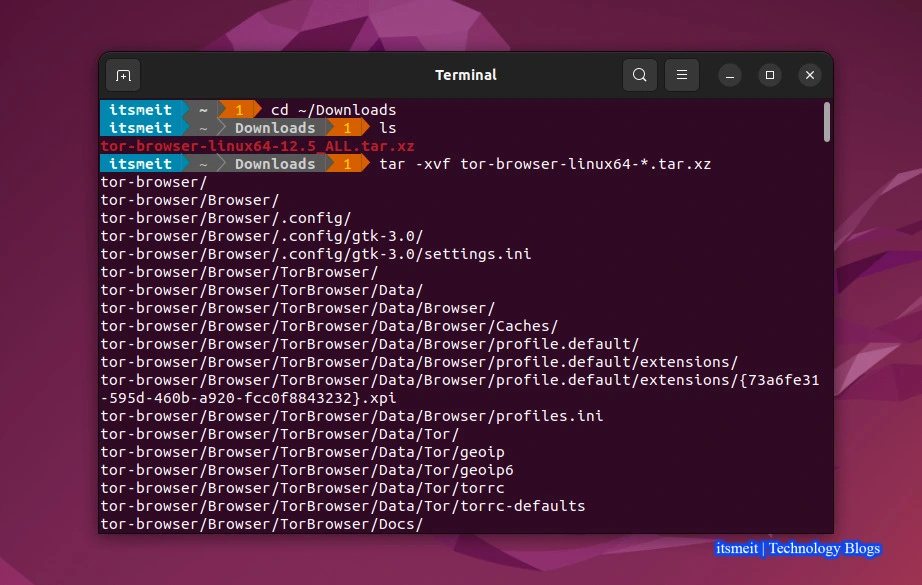 Terminal
itsmeit ~ 1 cd ~/Downloads
itsmeit ~ Downloads 1 ls
tor-browser-linux64-12.5_ALL.tar.xz
itsmeit ~ Downloads 1 tar -xvf tor-browser-linux64-*.tar.xz
tor-browser/
tor-browser/Browser/
tor-browser/Browser/.config/
tor-browser/Browser/.config/gtk-3.0/
tor-browser/Browser/.config/gtk-3.0/settings.ini
tor-browser/Browser/TorBrowser/
tor-browser/Browser/TorBrowser/Data/
tor-browser/Browser/TorBrowser/Data/Browser/
tor-browser/Browser/TorBrowser/Data/Browser/Caches/
tor-browser/Browser/TorBrowser/Data/Browser/profile.default/
tor-browser/Browser/TorBrowser/Data/Browser/profile.default/extensions/
tor-browser/Browser/TorBrowser/Data/Browser/profile.default/extensions/{73a6fe31
-595d-460b-a920-fcc0f8843232}.xpi
tor-browser/Browser/TorBrowser/Data/Browser/profiles.ini
tor-browser/Browser/TorBrowser/Data/Tor/
tor-browser/Browser/TorBrowser/Data/Tor/geoip
tor-browser/Browser/TorBrowser/Data/Tor/geoip6
tor-browser/Browser/TorBrowser/Data/Tor/torrc
tor-browser/Browser/TorBrowser/Data/Tor/torrc-defaults
tor-browser/Browser/TorBrowser/Docs/
itsmeit | Technology Blogs